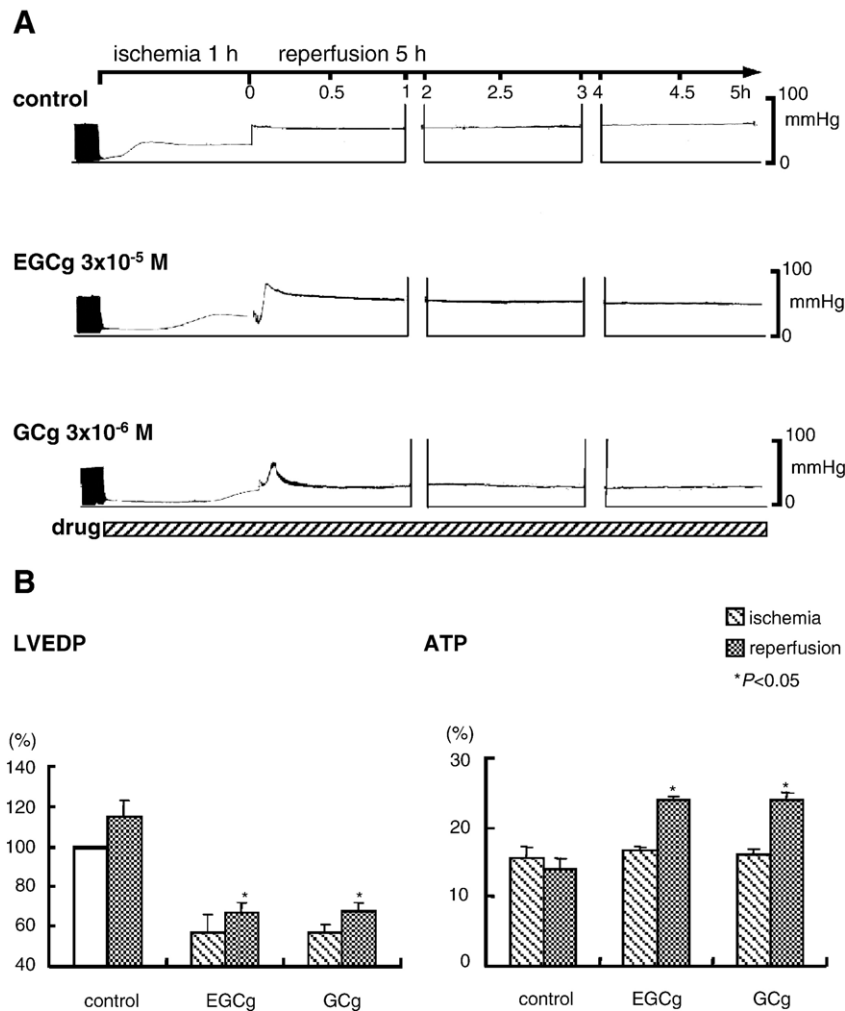 A
ischemia 1 h reperfusion 5 h
control
0 0.5 1 2 2.5 3 4 4.5 5h
100
mmHg
0
EGCg 3x10⁻⁵ M
100
mmHg
0
GCg 3x10⁻⁶ M
100
mmHg
0
drug
B
LVEDP
ATP
ischemia
reperfusion
*P<0.05
(%)
140
120
100
80
60
40
* *
control EGCg GCg
(%)
30
20
10
0
* *
control EGCg GCg